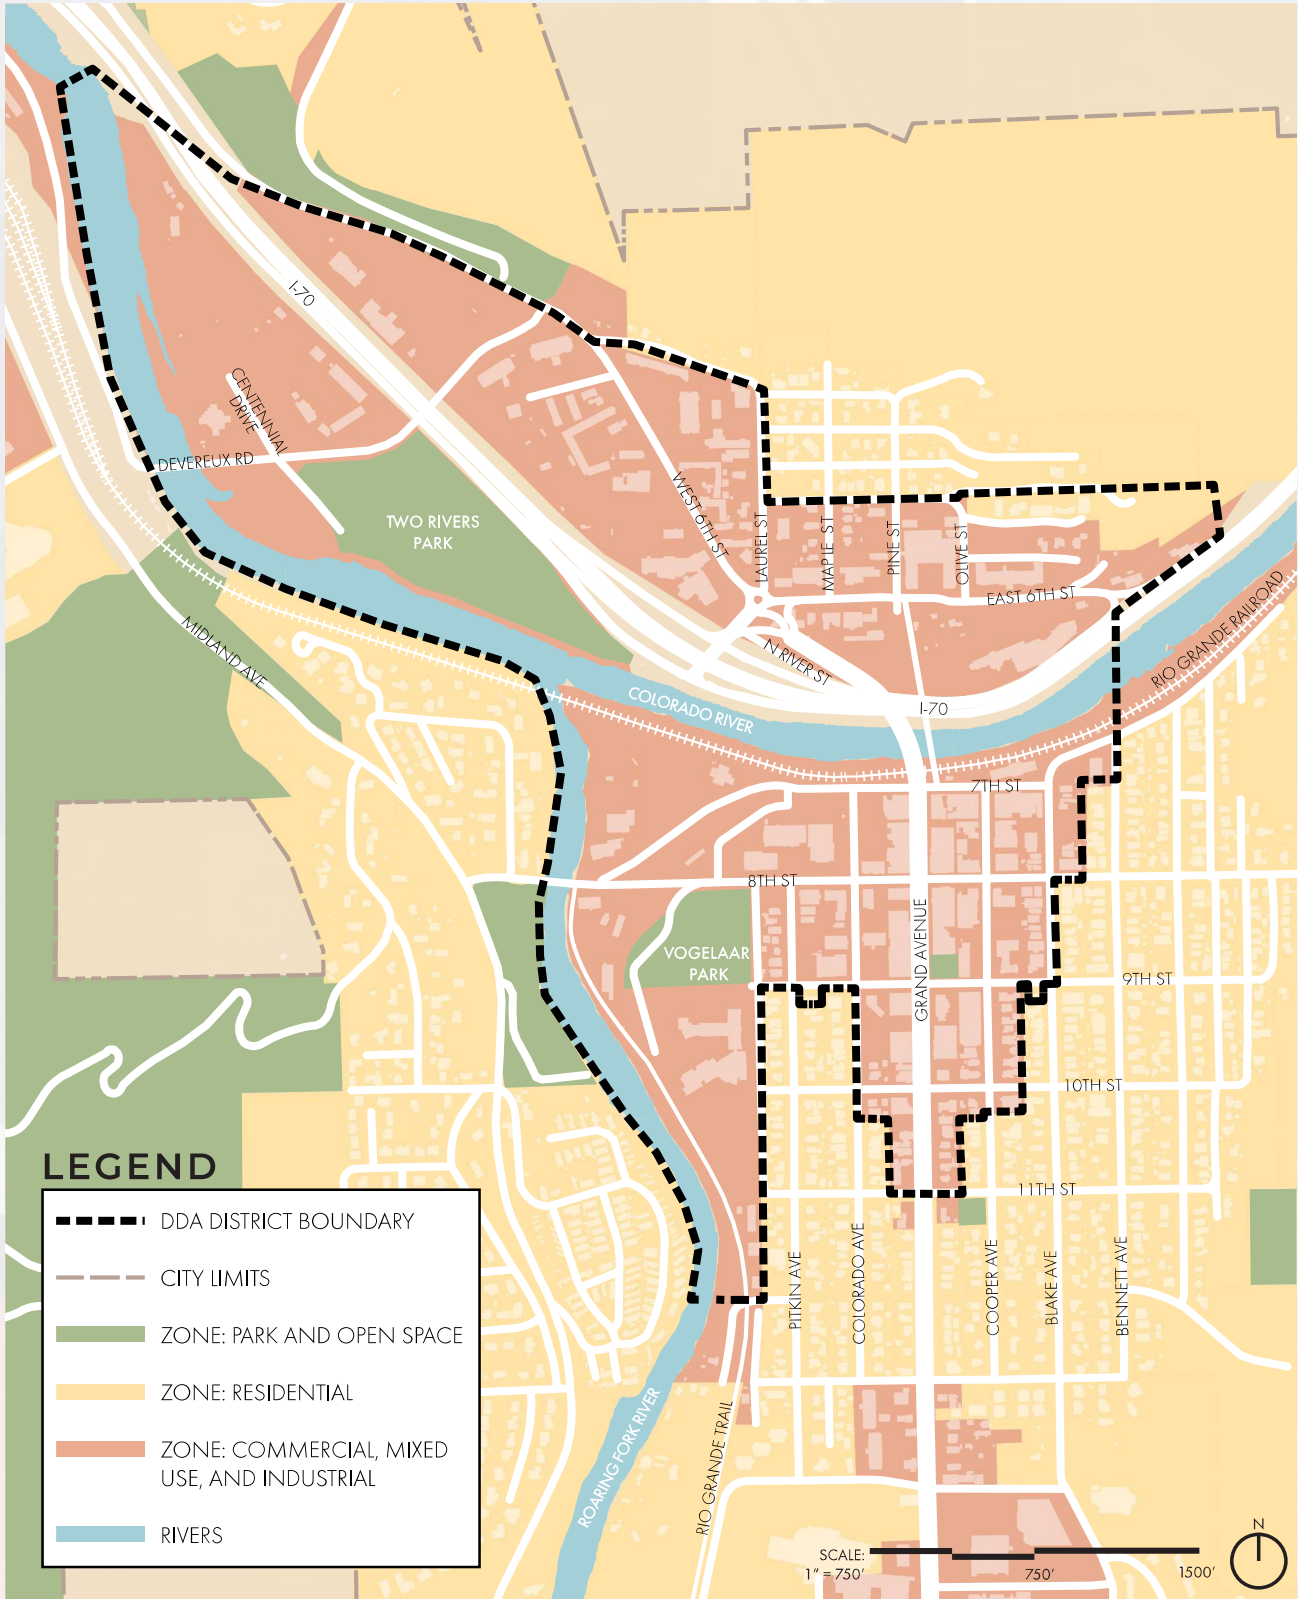 I-70
CENTENNIAL
DRIVE
DEVEREUX RD
TWO RIVERS
PARK
WEST 6TH ST
LAUREL ST
MAPLE ST
PINE ST
OLIVE ST
EAST 6TH ST
RIO GRANDE RAILROAD
MIDLAND AVE
N RIVER ST
COLORADO RIVER
I-70
7TH ST
8TH ST
GRAND AVENUE
VOGELAAR
PARK
9TH ST
10TH ST
11TH ST
PITKIN AVE
COLORADO AVE
COOPER AVE
BLAKE AVE
BENNETT AVE
ROARING FORK RIVER
RIO GRANDE TRAIL
LEGEND
DDA DISTRICT BOUNDARY
CITY LIMITS
ZONE: PARK AND OPEN SPACE
ZONE: RESIDENTIAL
ZONE: COMMERCIAL, MIXED
USE, AND INDUSTRIAL
RIVERS
SCALE:
1" = 750'
750'
1500'
N